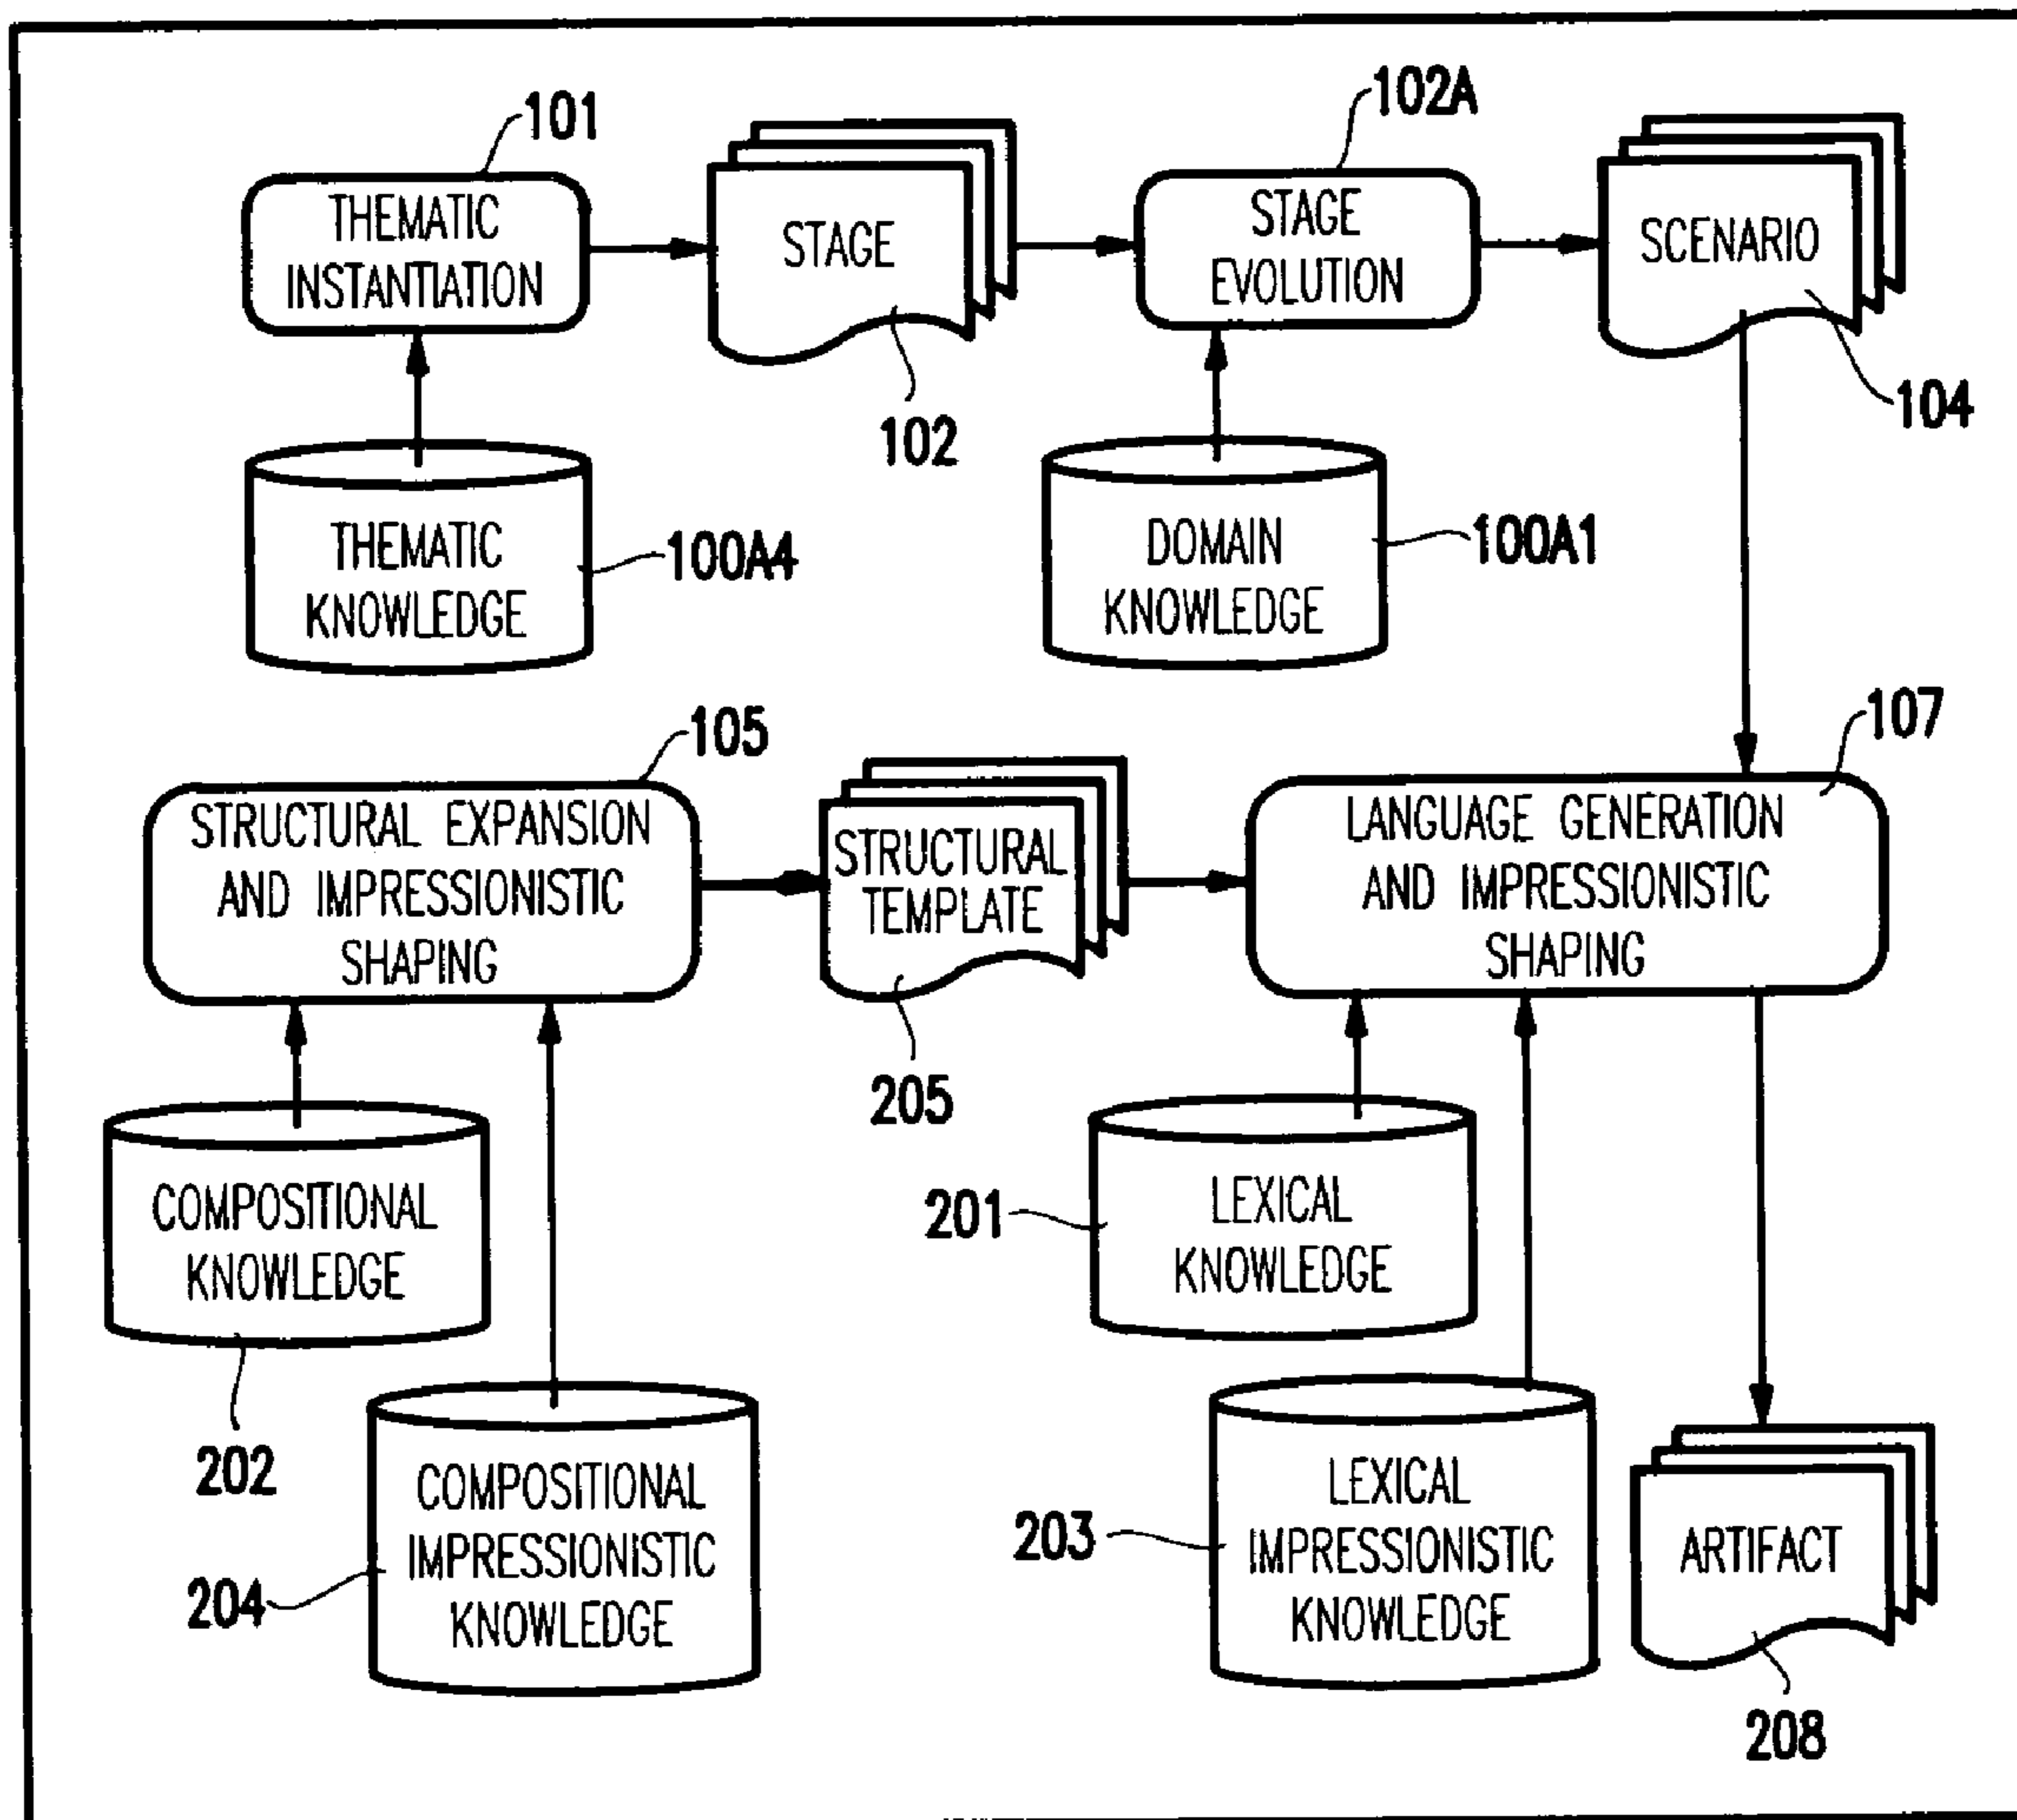 101
THEMATIC
INSTANTIATION
STAGE
102
102A
STAGE
EVOLUTION
SCENARIO
104
THEMATIC
KNOWLEDGE
100A4
DOMAIN
KNOWLEDGE
100A1
105
STRUCTURAL EXPANSION
AND IMPRESSIONISTIC
SHAPING
STRUCTURAL
TEMPLATE
205
107
LANGUAGE GENERATION
AND IMPRESSIONISTIC
SHAPING
COMPOSITIONAL
KNOWLEDGE
202
201
LEXICAL
KNOWLEDGE
COMPOSITIONAL
IMPRESSIONISTIC
KNOWLEDGE
204
203
LEXICAL
IMPRESSIONISTIC
KNOWLEDGE
ARTIFACT
208